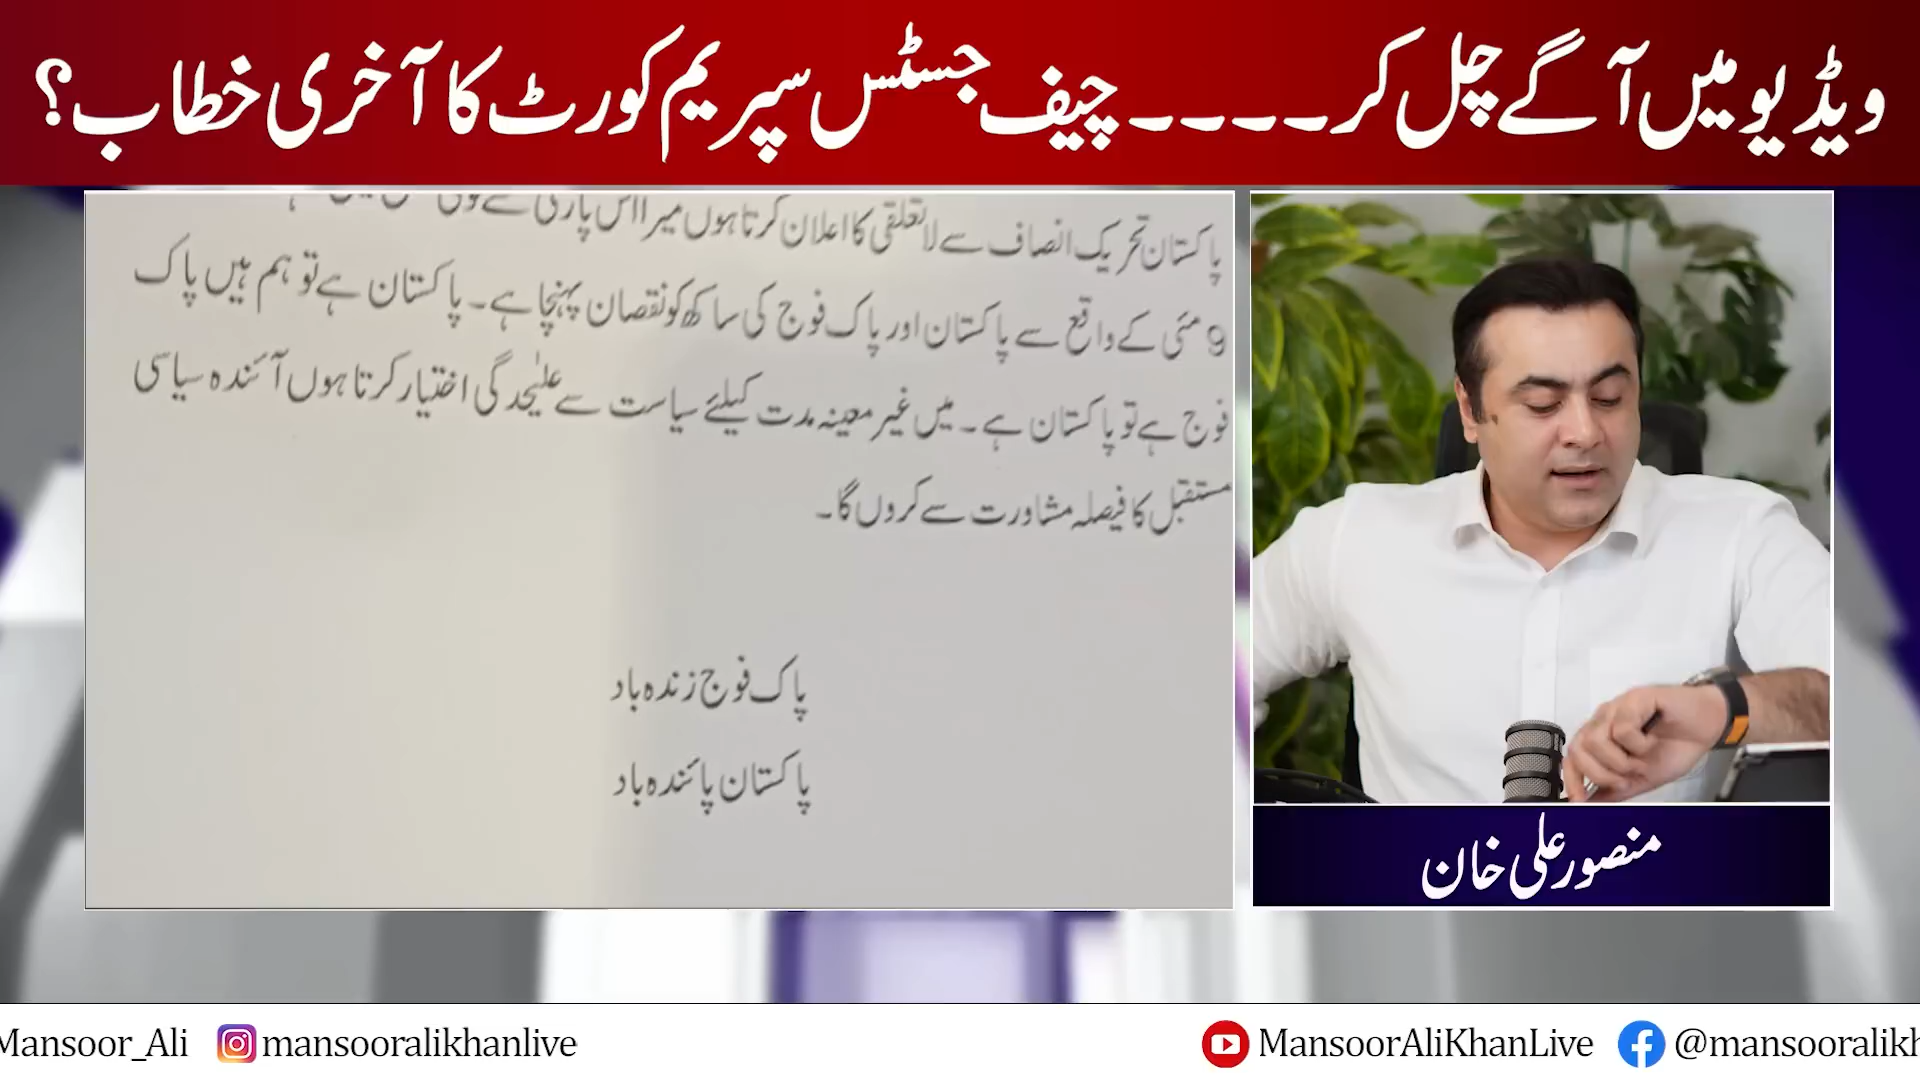 ویڈیو میں آگے چل کر ۔۔۔۔ چیف جسٹس سپریم کورٹ کا آخری خطاب؟
پاکستان تحریک انصاف سے لاتعلقی کا اعلان کرتا ہوں میرا اس پارٹی سے کوئی
9 مئی کے واقع سے پاکستان اور پاک فوج کی ساکھ کو نقصان پہنچا ہے۔ پاکستان ہے تو ہم ہیں پاک
فوج ہے تو پاکستان ہے۔ میں غیر معینہ مدت کیلئے سیاست سے علیٰحدگی اختیار کرتا ہوں آئندہ سیاسی
مستقبل کا فیصلہ مشاورت سے کروں گا۔
پاک فوج زندہ باد
پاکستان پائندہ باد
منصور علی خان
Mansoor_Ali mansooralikhanlive MansoorAliKhanLive @mansooralikh